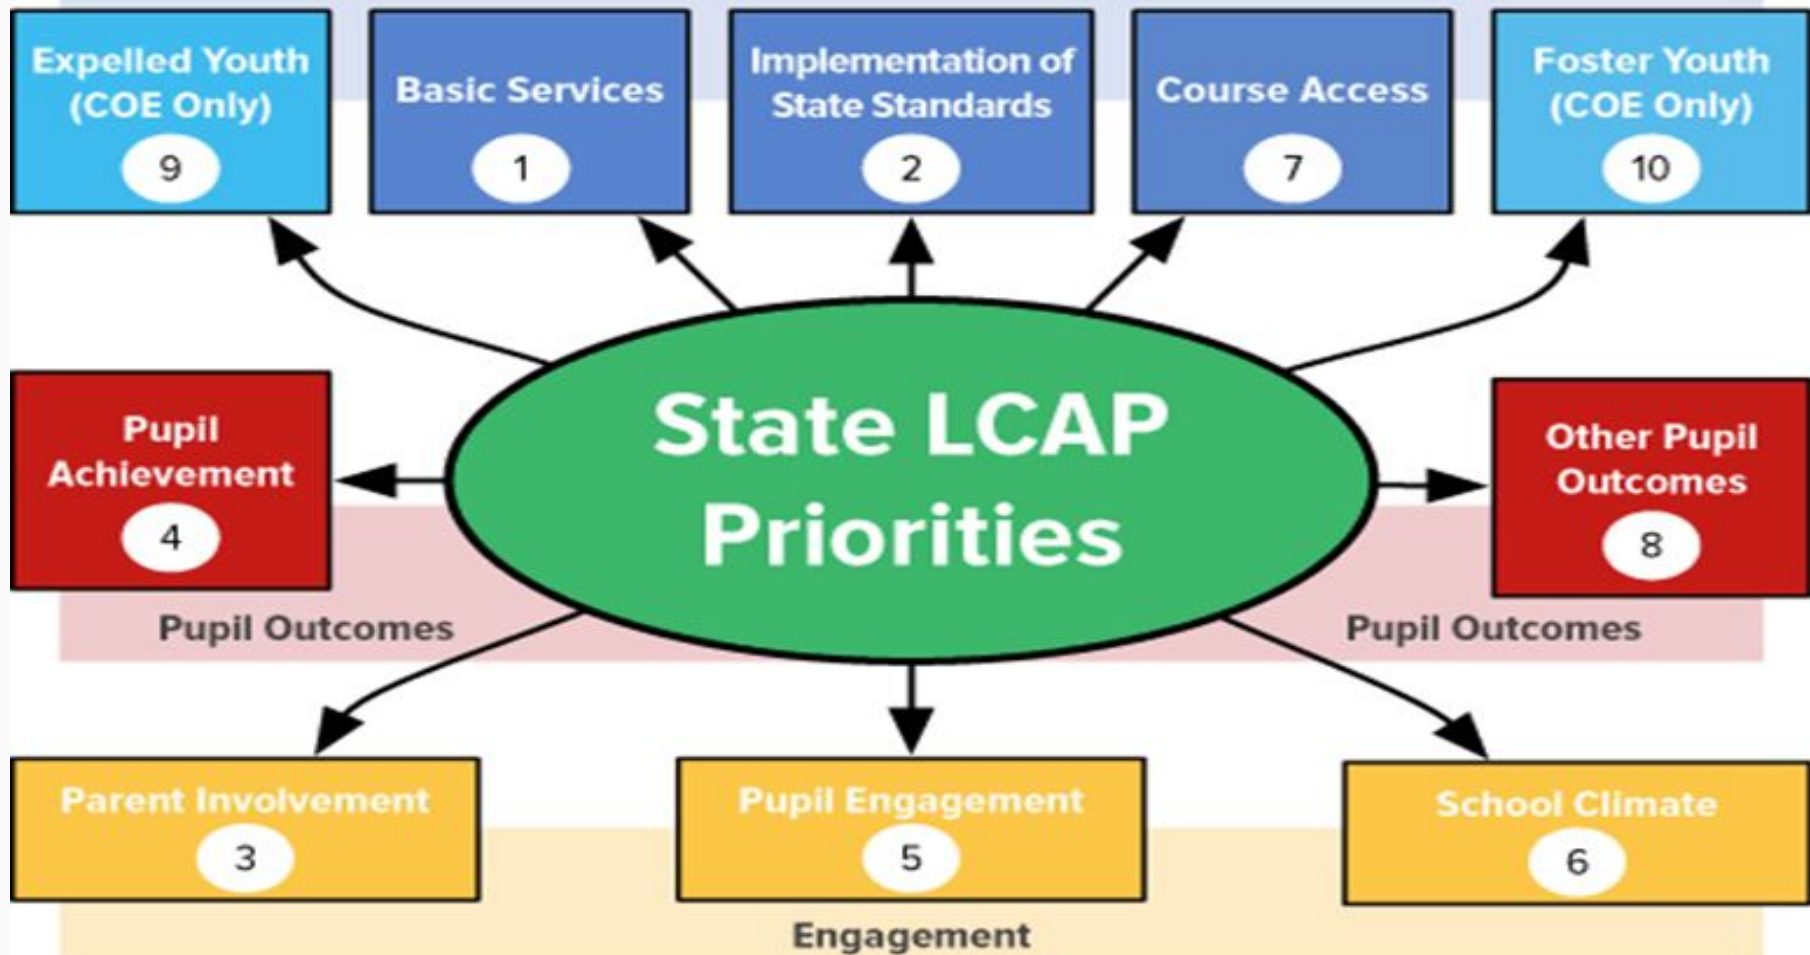 Expelled Youth
(COE Only)
9
Basic Services
1
Implementation of
State Standards
2
Course Access
7
Foster Youth
(COE Only)
10
State LCAP
Priorities
Pupil
Achievement
4
Other Pupil
Outcomes
8
Pupil Outcomes
Pupil Outcomes
Parent Involvement
3
Pupil Engagement
5
School Climate
6
Engagement